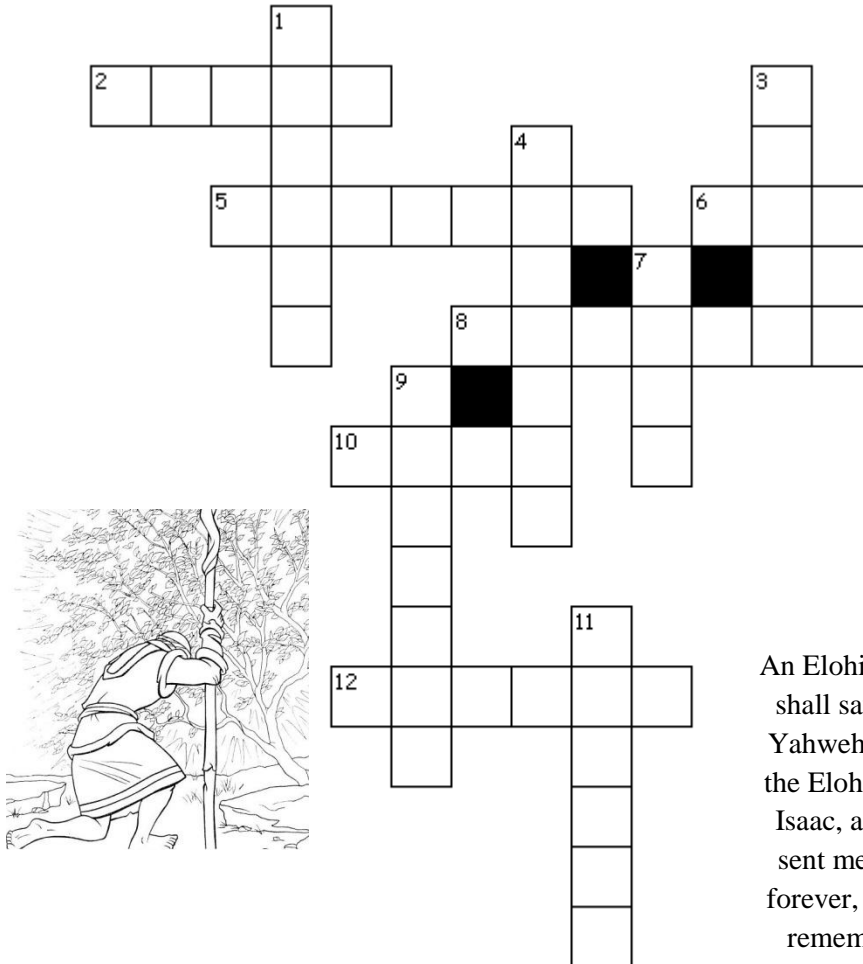 1
2
3
4
5
6
7
8
9
10
11
12
An Elohi
shall sa
Yahweh
the Eloh
Isaac, a
sent me
forever,
remem